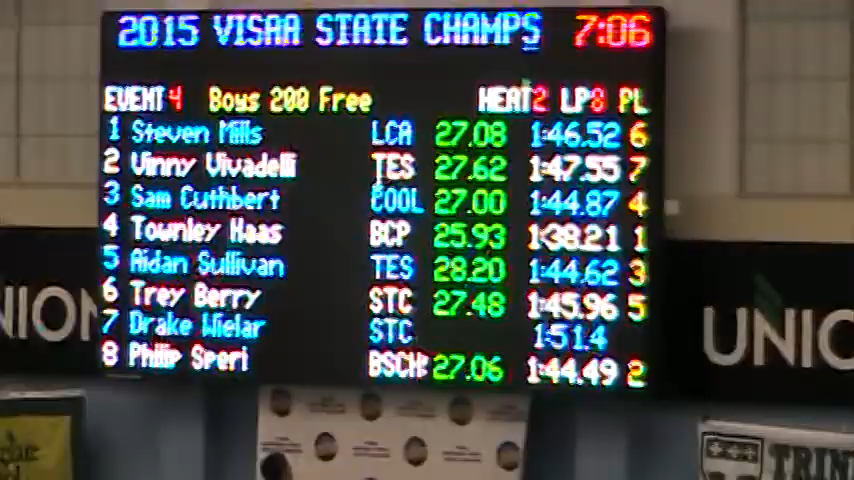 2015 VISAA STATE CHAMPS 7:06
EVENT 4 Boys 200 Free HEAT 2 LP8 PL
1 Steven Mills LCA 27.08 1:46.52 6
2 Vinny Vivadelli TES 27.62 1:47.55 7
3 Sam Cuthbert COOL 27.00 1:44.87 4
4 Townley Haas BCP 25.93 1:38.21 1
5 Aidan Sullivan TES 28.20 1:44.62 3
6 Trey Berry STC 27.48 1:45.96 5
7 Drake Wielar STC 1:51.4
8 Philip Speri BSCH 27.06 1:44.49 2
UNION
UNIO
TRIN